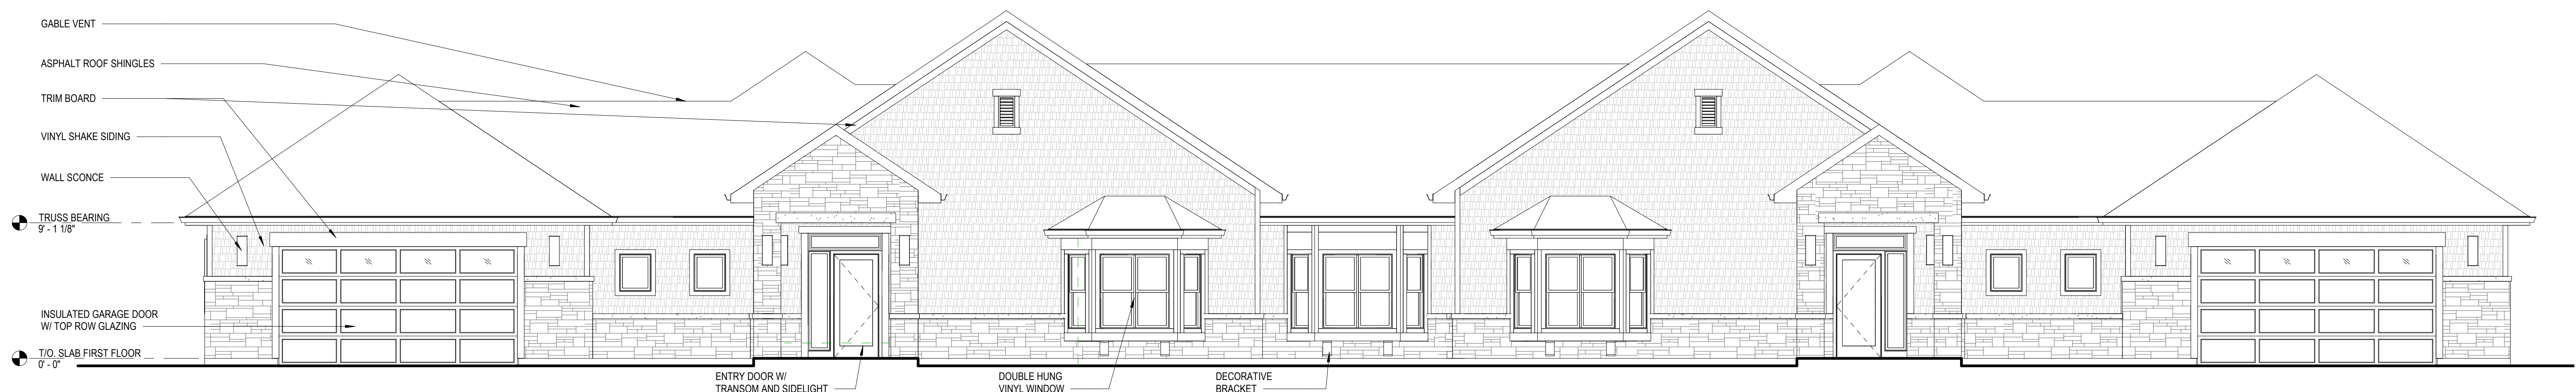 GABLE VENT
ASPHALT ROOF SHINGLES
TRIM BOARD
VINYL SHAKE SIDING
WALL SCONCE
TRUSS BEARING
9' - 1 1/8"
INSULATED GARAGE DOOR
W/ TOP ROW GLAZING
T/O. SLAB FIRST FLOOR
0' - 0"
ENTRY DOOR W/
TRANSOM AND SIDELIGHT
DOUBLE HUNG
VINYL WINDOW
DECORATIVE
BRACKET